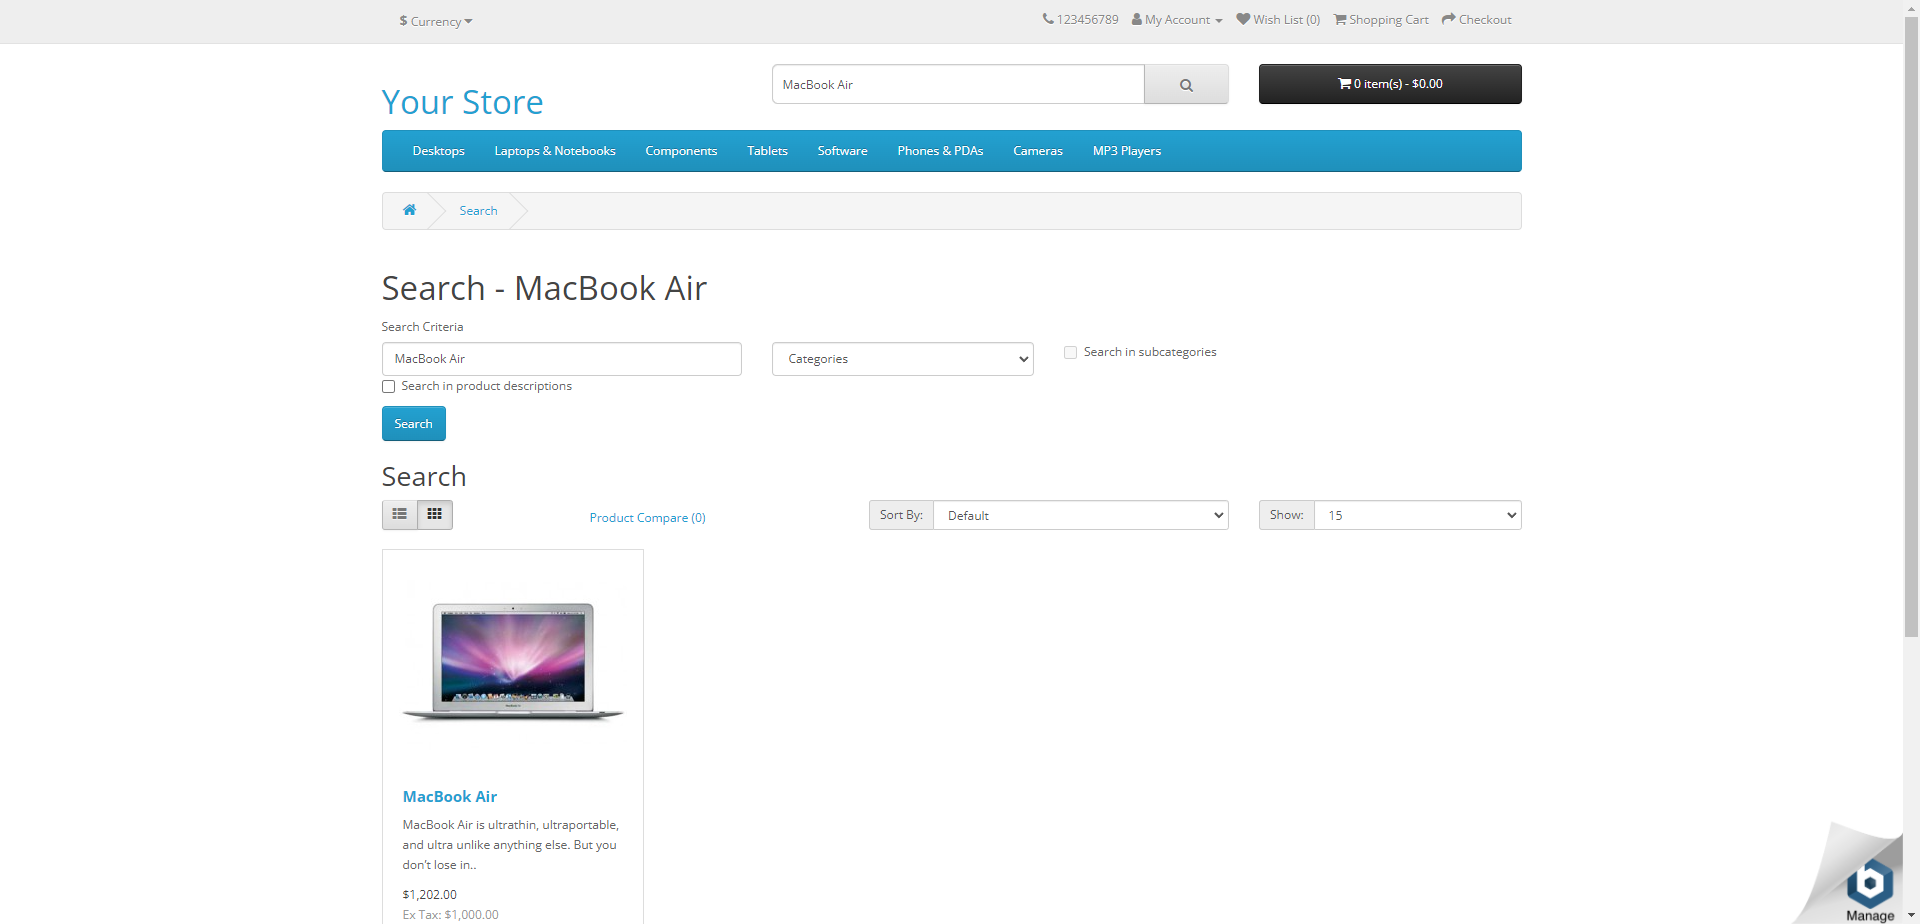 $ Currency
123456789 My Account Wish List (0) Shopping Cart Checkout
Your Store
MacBook Air
0 item(s) - $0.00
Desktops Laptops & Notebooks Components Tablets Software Phones & PDAs Cameras MP3 Players
Search
Search - MacBook Air
Search Criteria
MacBook Air
Categories
Search in subcategories
Search in product descriptions
Search
Search
Product Compare (0)
Sort By: Default
Show: 15
MacBook Air
MacBook Air is ultrathin, ultraportable,
and ultra unlike anything else. But you
don't lose in..
$1,202.00
Ex Tax: $1,000.00
b
Manage